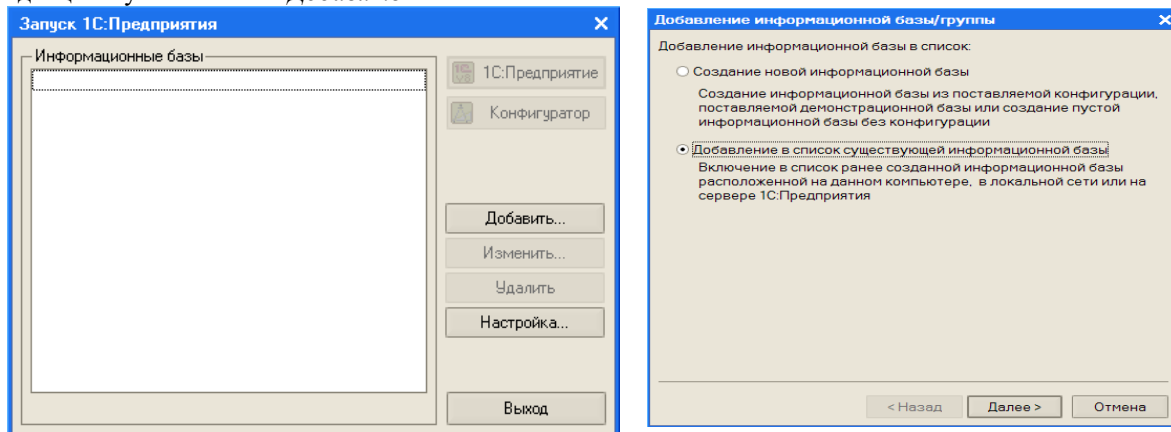 Запуск 1С:Предприятия
Информационные базы
1С:Предприятие
Конфигуратор
Добавить...
Изменить...
Удалить
Настройка...
Выход
Добавление информационной базы/группы
Добавление информационной базы в список:
Создание новой информационной базы
Создание информационной базы из поставляемой конфигурации,
поставляемой демонстрационной базы или создание пустой
информационной базы без конфигурации
Добавление в список существующей информационной базы
Включение в список ранее созданной информационной базы
расположенной на данном компьютере, в локальной сети или на
сервере 1С:Предприятия
< Назад
Далее >
Отмена